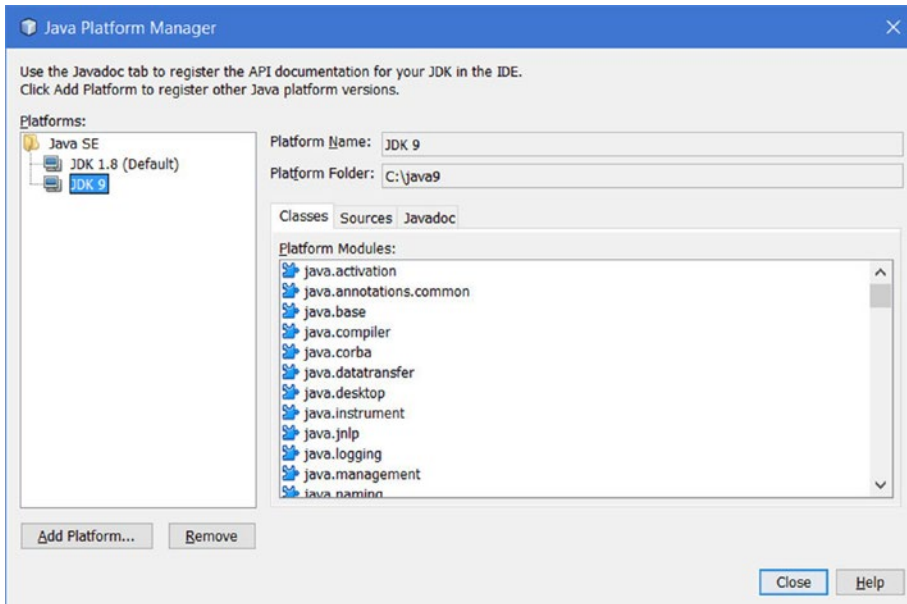 Java Platform Manager
Use the Javadoc tab to register the API documentation for your JDK in the IDE.
Click Add Platform to register other Java platform versions.
Platforms:
Java SE
JDK 1.8 (Default)
JDK 9
Platform Name: JDK 9
Platform Folder: C:\java9
Classes Sources Javadoc
Platform Modules:
java.activation
java.annotations.common
java.base
java.compiler
java.corba
java.datatransfer
java.desktop
java.instrument
java.jnlp
java.logging
java.management
java.naming
Add Platform... Remove
Close Help